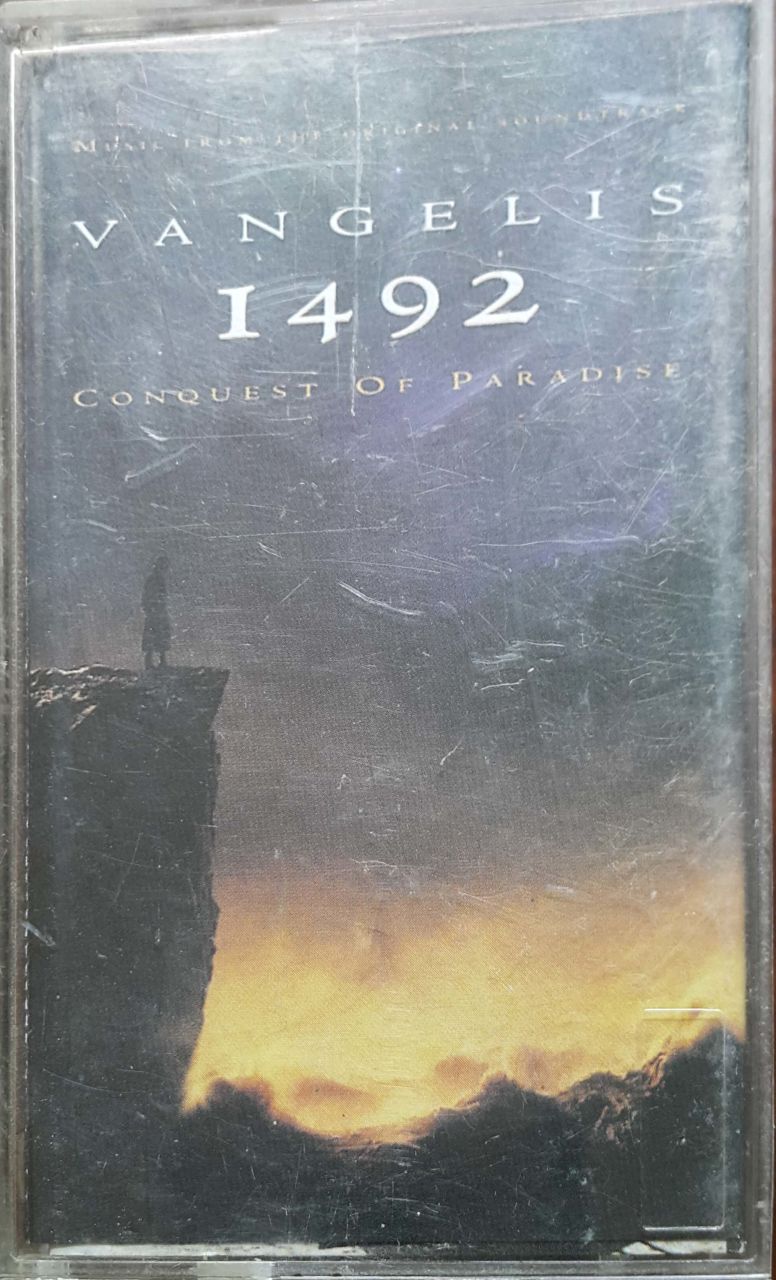 MUSIC FROM THE ORIGINAL SOUNDTRACK
VANGELIS
1492
CONQUEST OF PARADISE